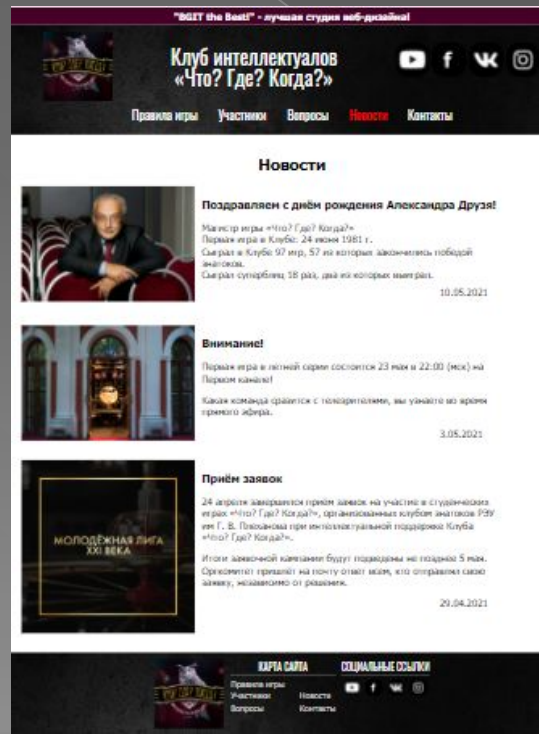 "BGIT the Best!" - лучшая студия веб-дизайна!
Клуб интеллектуалов
«Что? Где? Когда?»
Правила игры Участники Вопросы Новости Контакты
Новости
Поздравляем с днём рождения Александра Друзя!
Магистр игры «Что? Где? Когда?»
Первая игра в Клубе: 24 июня 1981 г.
Сыграл в Клубе 97 игр, 57 из которых закончились победой
знатоков.
Сыграл суперблиц 18 раз, два из которых выиграл.
10.05.2021
Внимание!
Первая игра в летней серии состоится 23 мая в 22:00 (мск) на
Первом канале!
Какая команда сразится с телезрителями, вы узнаете во время
прямого эфира.
3.05.2021
МОЛОДЁЖНАЯ ЛИГА
XXI ВЕКА
Приём заявок
24 апреля завершился приём заявок на участие в студенческих
играх «Что? Где? Когда?», организованных клубом знатоков РЭУ
им Г. В. Плеханова при интеллектуальной поддержке Клуба
«Что? Где? Когда?».
Итоги заявочной кампании будут подведены не позднее 5 мая.
Оргкомитет пришлёт на почту ответ всем, кто отправлял свою
заявку, независимо от решения.
29.04.2021
КАРТА САЙТА СОЦИАЛЬНЫЕ ССЫЛКИ
Правила игры
Участники Новости
Вопросы Контакты